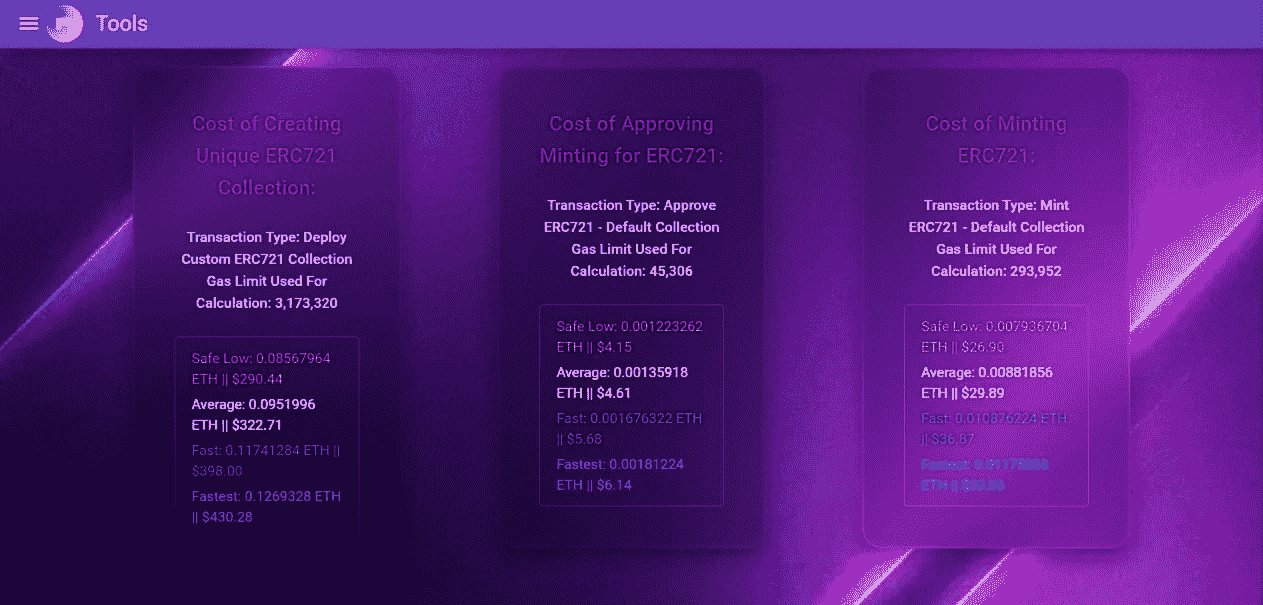 Tools
Cost of Creating
Unique ERC721
Collection:
Transaction Type: Deploy
Custom ERC721 Collection
Gas Limit Used For
Calculation: 3,173,320
Safe Low: 0.08567964
ETH || $290.44
Average: 0.0951996
ETH || $322.71
Fast: 0.11741284 ETH ||
$398.00
Fastest: 0.1269328 ETH
|| $430.28
Cost of Approving
Minting for ERC721:
Transaction Type: Approve
ERC721 - Default Collection
Gas Limit Used For
Calculation: 45,306
Safe Low: 0.001223262
ETH || $4.15
Average: 0.00135918
ETH || $4.61
Fast: 0.001676322 ETH
|| $5.68
Fastest: 0.00181224
ETH || $6.14
Cost of Minting
ERC721:
Transaction Type: Mint
ERC721 - Default Collection
Gas Limit Used For
Calculation: 293,952
Safe Low: 0.007936704
ETH || $26.90
Average: 0.00881856
ETH || $29.89
Fast: 0.010876224 ETH
|| $36.87
Fastest:
ETH ||